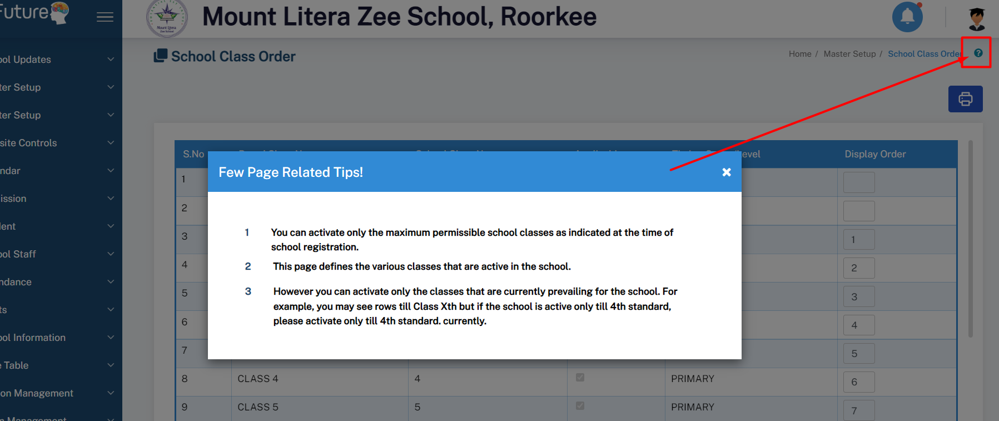 Future
Mount Litera
Zee School
Mount Litera Zee School, Roorkee
School Class Order
Home / Master Setup / School Class Order
ool Updates
ter Setup
ter Setup
site Controls
ndar
ission
lent
ool Staff
ndance
ts
ool Information
e Table
on Management
n Management
S.No
evel
Display Order
Few Page Related Tips!
1 You can activate only the maximum permissible school classes as indicated at the time of
school registration.
2 This page defines the various classes that are active in the school.
3 However you can activate only the classes that are currently prevailing for the school. For
example, you may see rows till Class Xth but if the school is active only till 4th standard,
please activate only till 4th standard. currently.
1
2
3 1
4 2
5 3
6 4
7 5
8 CLASS 4 4 PRIMARY 6
9 CLASS 5 5 PRIMARY 7